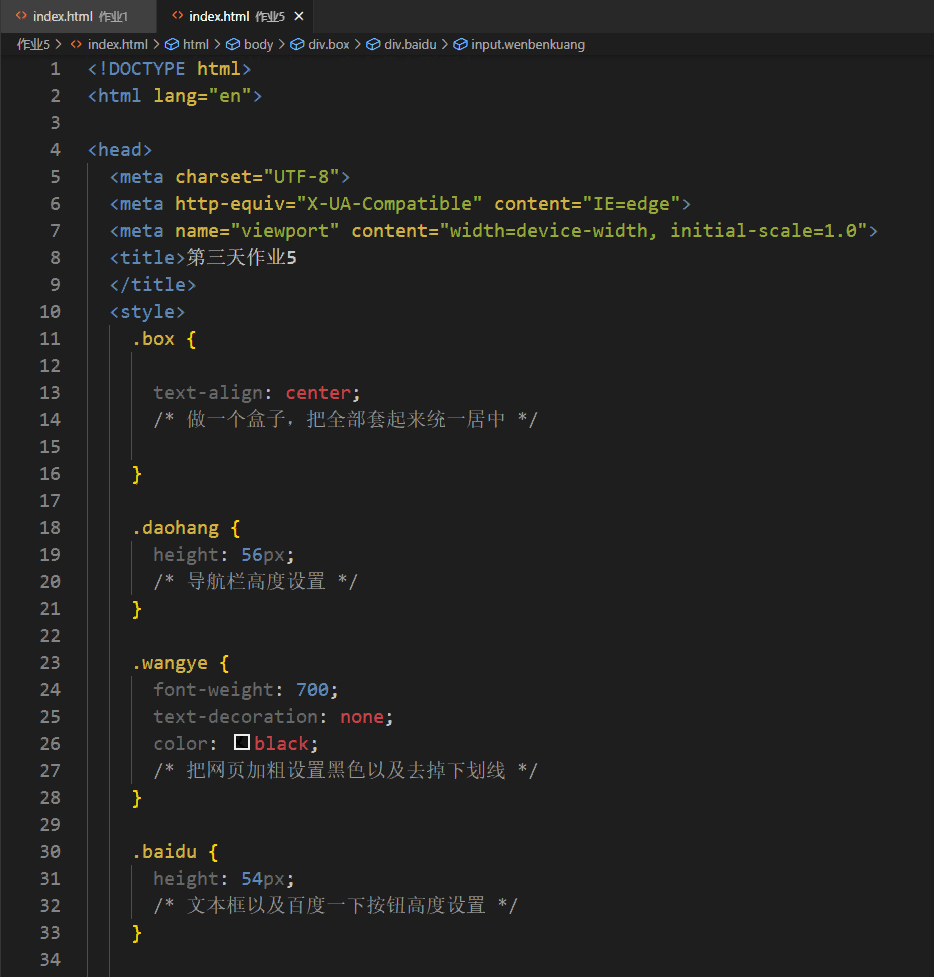 index.html 作业1 index.html 作业5 ×
作业5 > index.html > html > body > div.box > div.baidu > input.wenbenkuang
1 <!DOCTYPE html>
2 <html lang="en">
3
4 <head>
5 <meta charset="UTF-8">
6 <meta http-equiv="X-UA-Compatible" content="IE=edge">
7 <meta name="viewport" content="width=device-width, initial-scale=1.0">
8 <title>第三天作业5
9 </title>
10 <style>
11 .box {
12
13 text-align: center;
14 /* 做一个盒子，把全部套起来统一居中 */
15
16 }
17
18 .daohang {
19 height: 56px;
20 /* 导航栏高度设置 */
21 }
22
23 .wangye {
24 font-weight: 700;
25 text-decoration: none;
26 color: black;
27 /* 把网页加粗设置黑色以及去掉下划线 */
28 }
29
30 .baidu {
31 height: 54px;
32 /* 文本框以及百度一下按钮高度设置 */
33 }
34